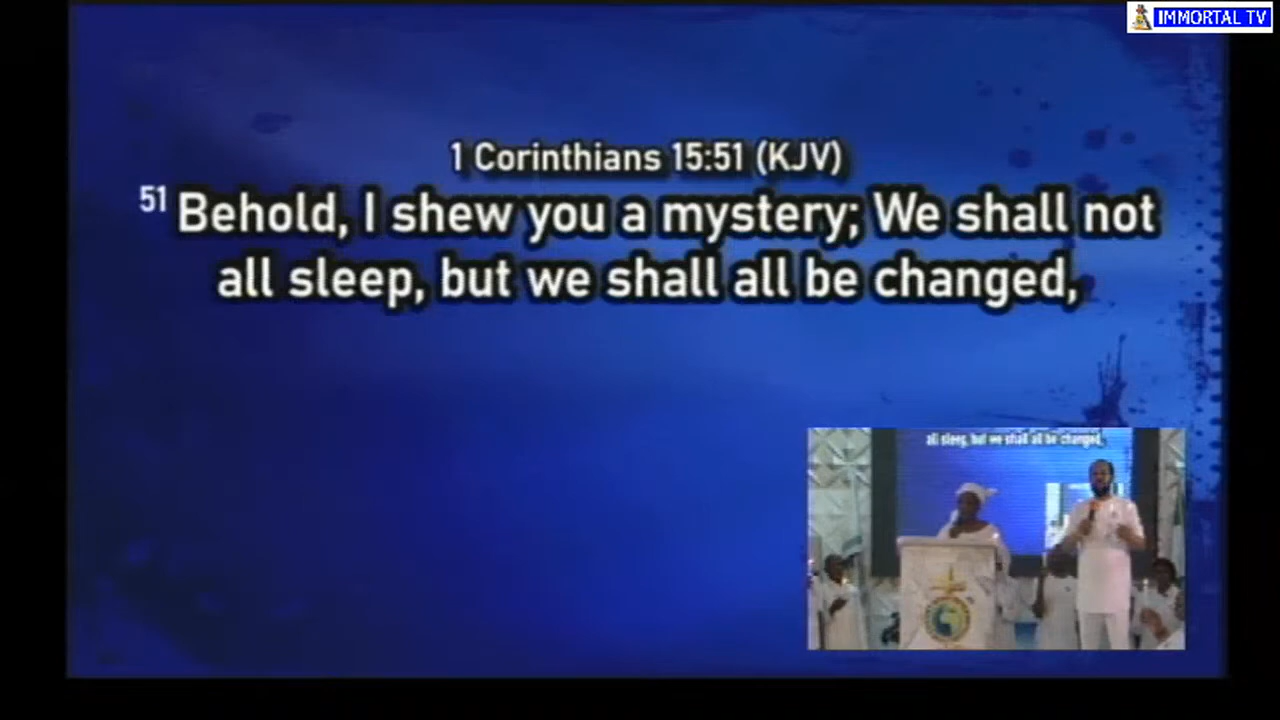 IMMORTAL TV
1 Corinthians 15:51 (KJV)
51 Behold, I shew you a mystery; We shall not
all sleep, but we shall all be changed,
all sleep, but we shall all be changed,